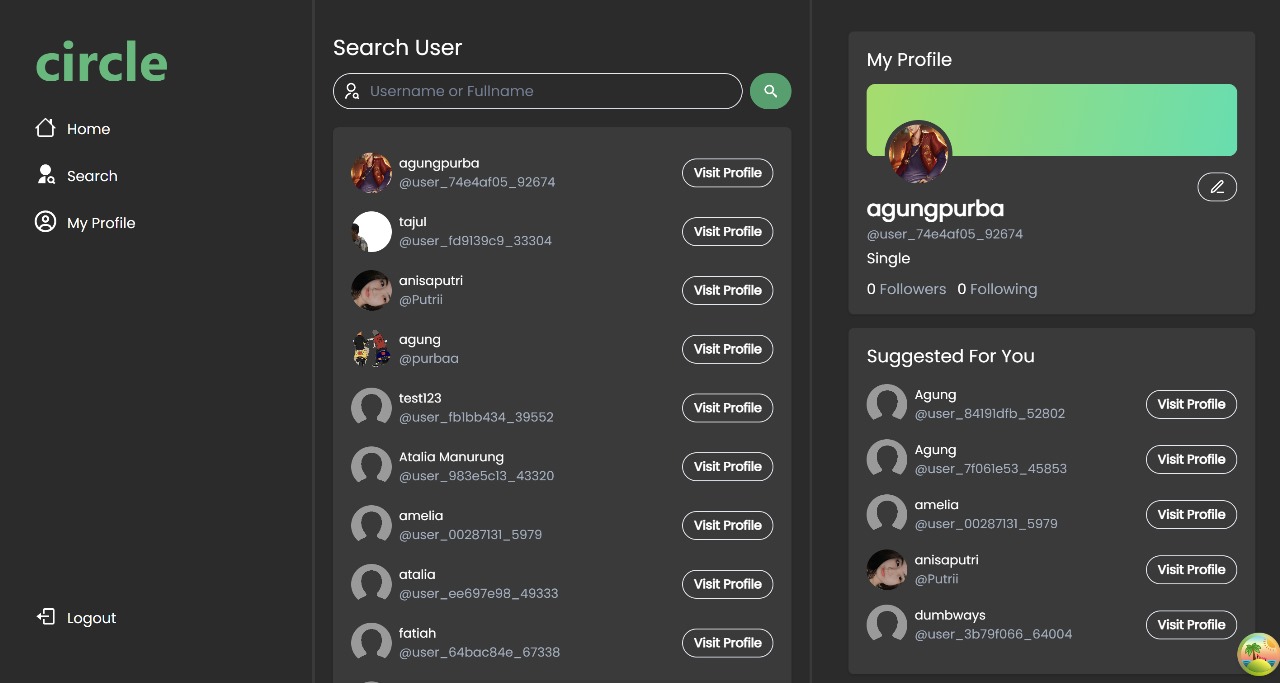 circle
Home
Search
My Profile
Logout
Search User
Username or Fullname
agungpurba
@user_74e4af05_92674
Visit Profile
tajul
@user_fd9139c9_33304
Visit Profile
anisaputri
@Putrii
Visit Profile
agung
@purbaa
Visit Profile
test123
@user_fb1bb434_39552
Visit Profile
Atalia Manurung
@user_983e5c13_43320
Visit Profile
amelia
@user_00287131_5979
Visit Profile
atalia
@user_ee697e98_49333
Visit Profile
fatiah
@user_64bac84e_67338
Visit Profile
My Profile
agungpurba
@user_74e4af05_92674
Single
0 Followers 0 Following
Suggested For You
Agung
@user_84191dfb_52802
Visit Profile
Agung
@user_7f061e53_45853
Visit Profile
amelia
@user_00287131_5979
Visit Profile
anisaputri
@Putrii
Visit Profile
dumbways
@user_3b79f066_64004
Visit Profile